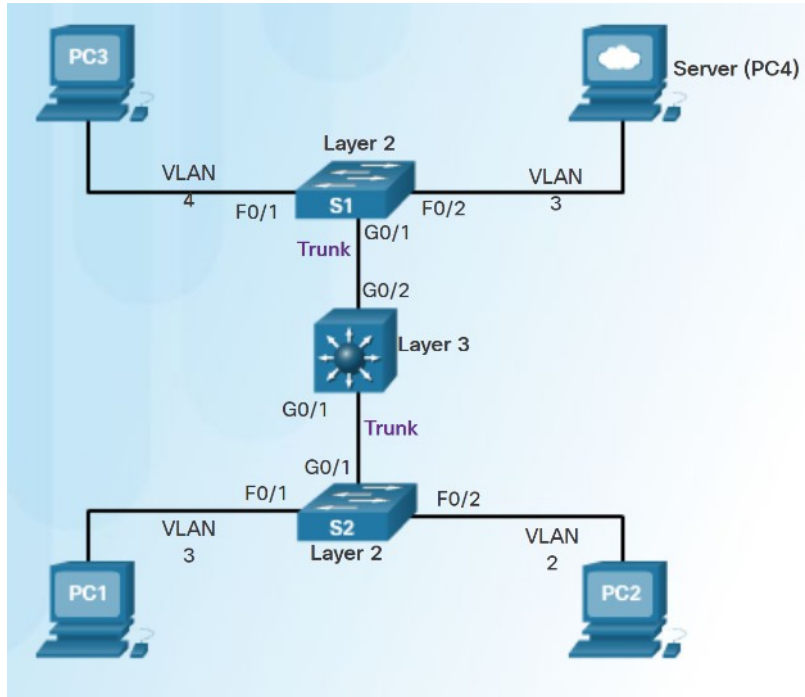 PC3
Server (PC4)
Layer 2
VLAN
4
F0/1
S1
F0/2
VLAN
3
G0/1
Trunk
G0/2
Layer 3
G0/1
Trunk
G0/1
F0/1
F0/2
VLAN
3
S2
Layer 2
VLAN
2
PC1
PC2